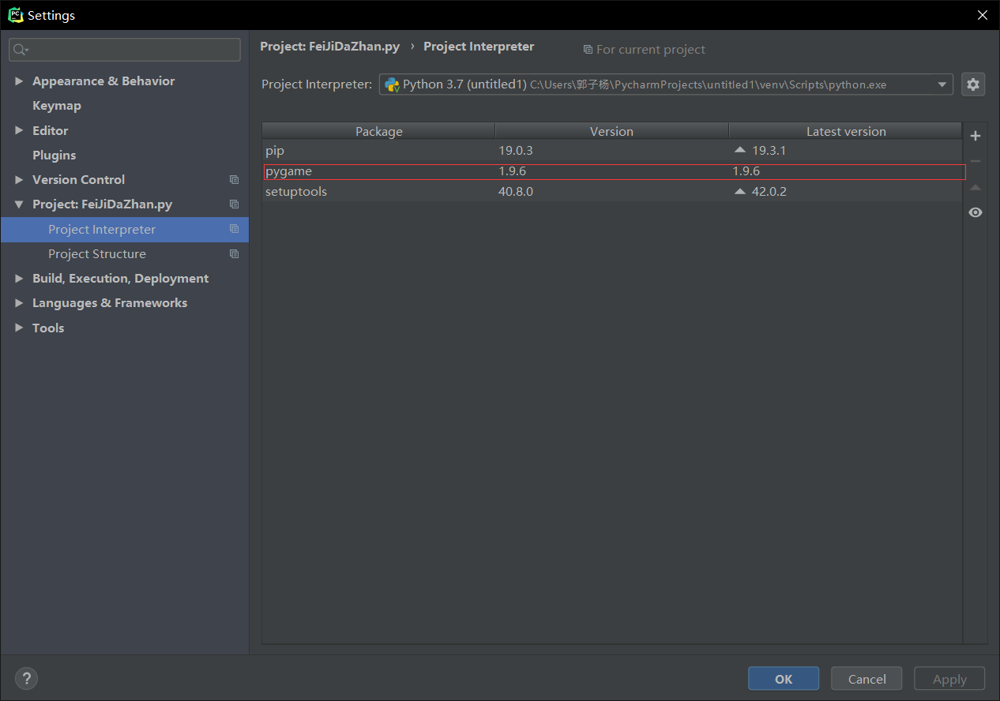 Settings
Appearance & Behavior
Keymap
Editor
Plugins
Version Control
Project: FeiJiDaZhan.py
Project Interpreter
Project Structure
Build, Execution, Deployment
Languages & Frameworks
Tools
Project: FeiJiDaZhan.py › Project Interpreter For current project
Project Interpreter: Python 3.7 (untitled1) C:\Users\郭子杨\PycharmProjects\untitled1\venv\Scripts\python.exe
Package Version Latest version
pip 19.0.3 19.3.1
pygame 1.9.6 1.9.6
setuptools 40.8.0 42.0.2
? OK Cancel Apply